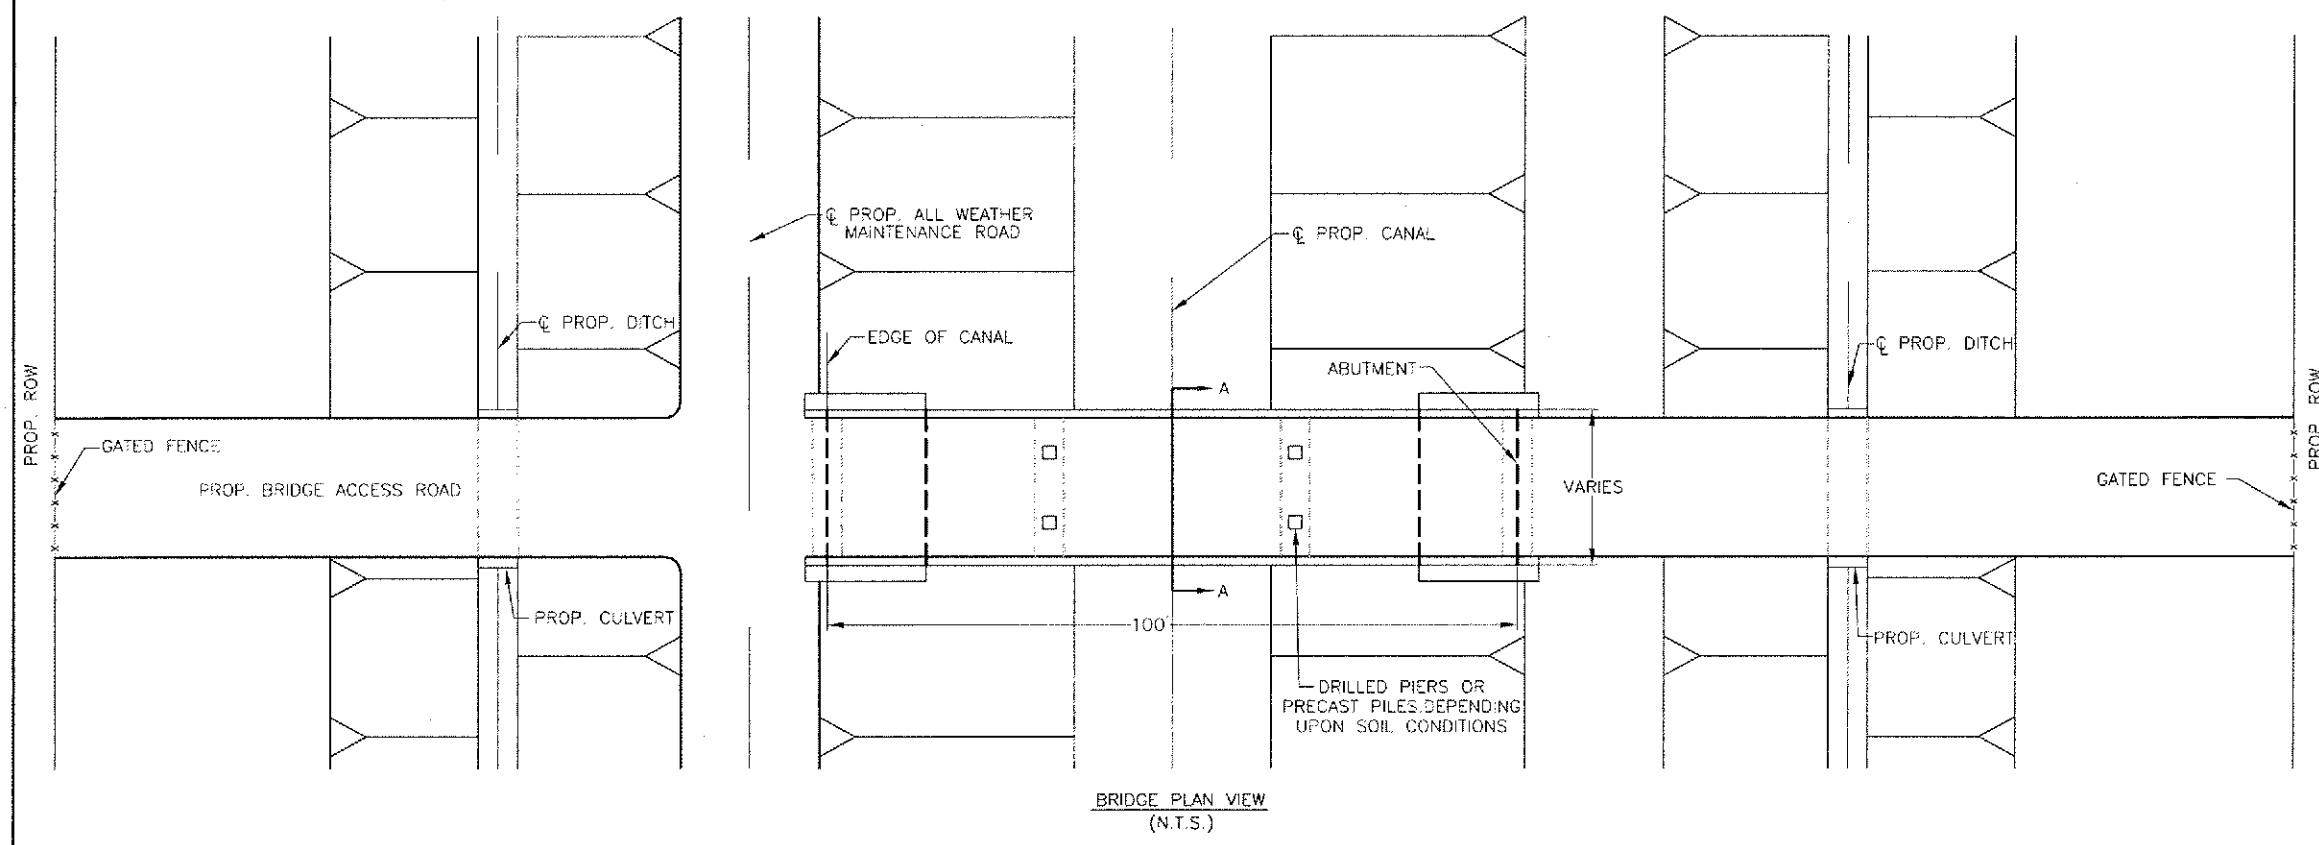 ℄ PROP. ALL WEATHER
MAINTENANCE ROAD
℄ PROP. CANAL
℄ PROP. DITCH
EDGE OF CANAL
℄ PROP. DITCH
ABUTMENT
A
PROP. ROW
PROP. ROW
GATED FENCE
PROP. BRIDGE ACCESS ROAD
VARIES
GATED FENCE
A
PROP. CULVERT
100'
PROP. CULVERT
DRILLED PIERS OR
PRECAST PILES.DEPENDING
UPON SOIL CONDITIONS
BRIDGE PLAN VIEW
(N.T.S.)